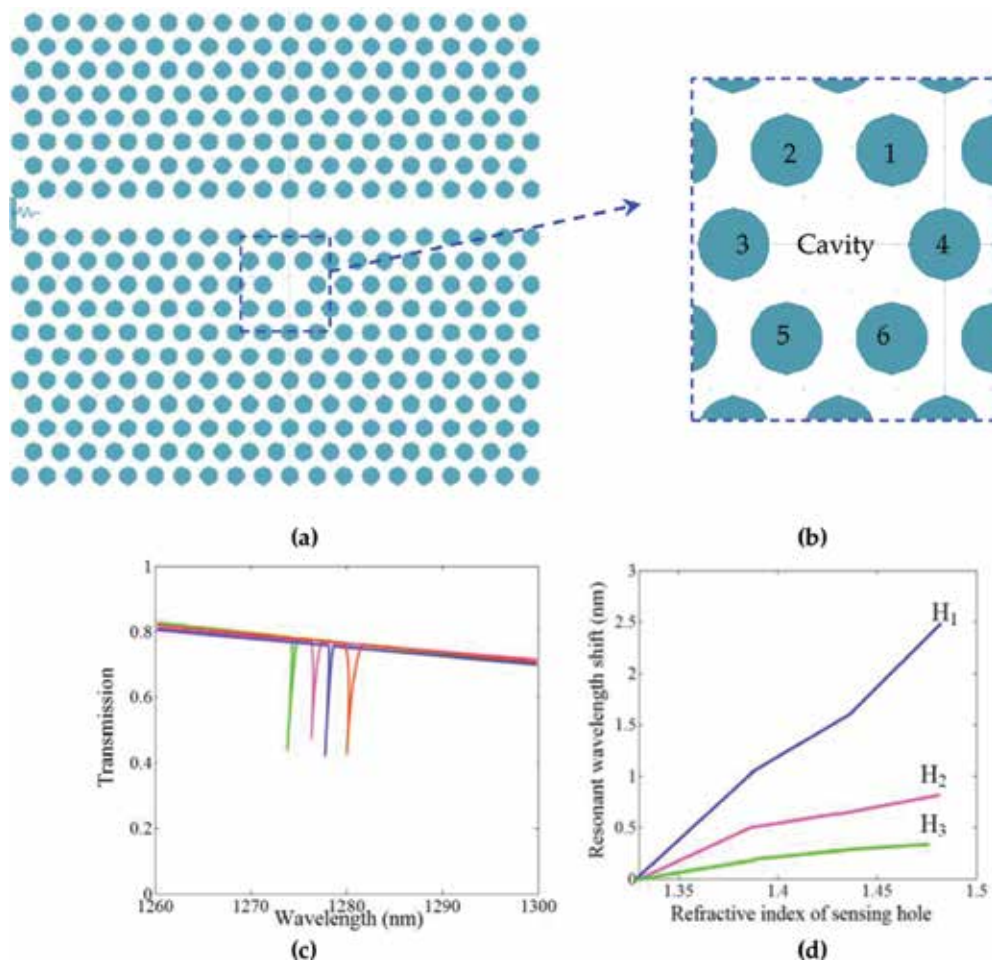 2 1
3 Cavity 4
5 6
(a) (b)
1
0.8
0.6
0.4
0.2
0
1260 1270 1280 1290 1300
Transmission
Wavelength (nm)
(c)
3
2.5
2
1.5
1
0.5
0
1.35 1.4 1.45 1.5
Resonant wavelength shift (nm)
H1
H2
H3
Refractive index of sensing hole
(d)